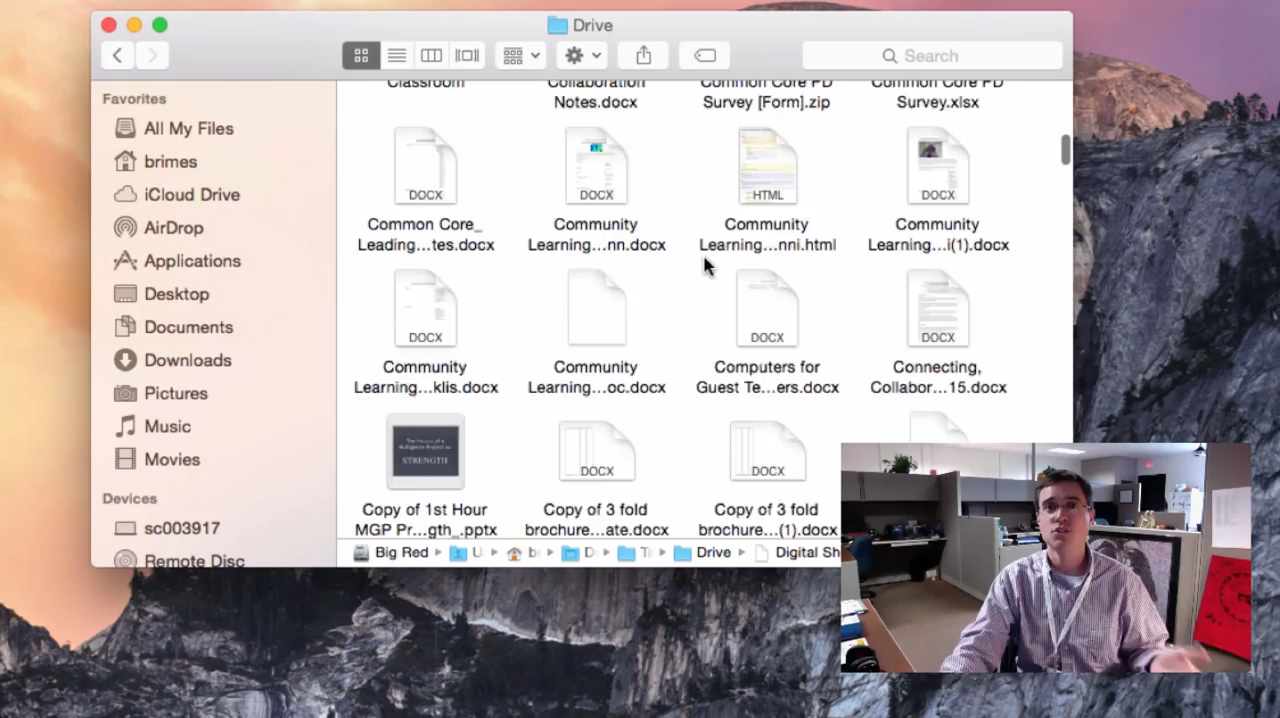 Drive
Search
Favorites
All My Files
brimes
iCloud Drive
AirDrop
Applications
Desktop
Documents
Downloads
Pictures
Music
Movies
Devices
sc003917
Remote Disc
Classroom
Collaboration
Notes.docx
Common Core PD
Survey [Form].zip
Common Core PD
Survey.xlsx
DOCX
DOCX
HTML
DOCX
Common Core_
Leading...tes.docx
Community
Learning...nn.docx
Community
Learning...nni.html
Community
Learning...i(1).docx
DOCX
DOCX
DOCX
Community
Learning...klis.docx
Community
Learning...oc.docx
Computers for
Guest Te...ers.docx
Connecting,
Collabor...15.docx
STRENGTH
DOCX
DOCX
Copy of 1st Hour
MGP Pr...gth_.pptx
Copy of 3 fold
brochure...ate.docx
Copy of 3 fold
brochure...(1).docx
Big Red
Drive
Digital Sh